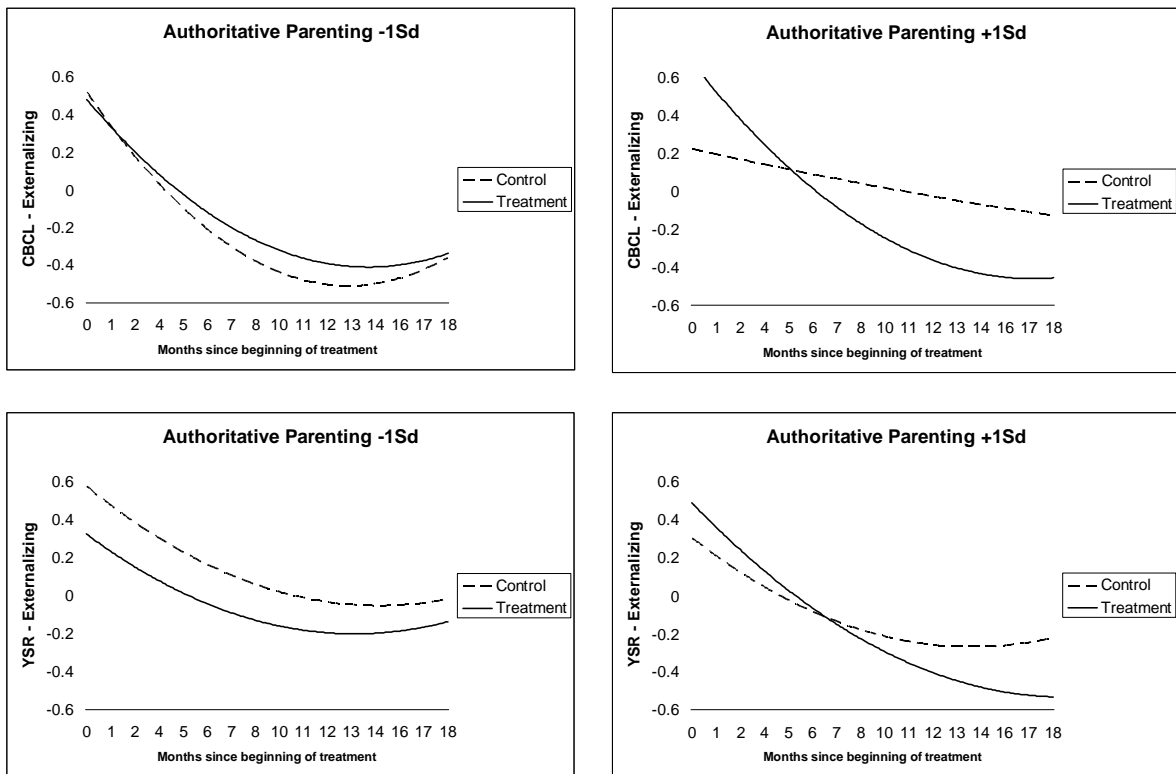 Authoritative Parenting -1Sd
CBCL - Externalizing
0.6
0.4
0.2
0
-0.2
-0.4
-0.6
0 1 2 4 5 6 7 8 10 11 12 13 14 16 17 18
Months since beginning of treatment
Control
Treatment
Authoritative Parenting +1Sd
CBCL - Externalizing
0.6
0.4
0.2
0
-0.2
-0.4
-0.6
0 1 2 4 5 6 7 8 10 11 12 13 14 16 17 18
Months since beginning of treatment
Control
Treatment
Authoritative Parenting -1Sd
YSR - Externalizing
0.6
0.4
0.2
0
-0.2
-0.4
-0.6
0 1 2 4 5 6 7 8 10 11 12 13 14 16 17 18
Months since beginning of treatment
Control
Treatment
Authoritative Parenting +1Sd
YSR - Externalizing
0.6
0.4
0.2
0
-0.2
-0.4
-0.6
0 1 2 4 5 6 7 8 10 11 12 13 14 16 17 18
Months since beginning of treatment
Control
Treatment